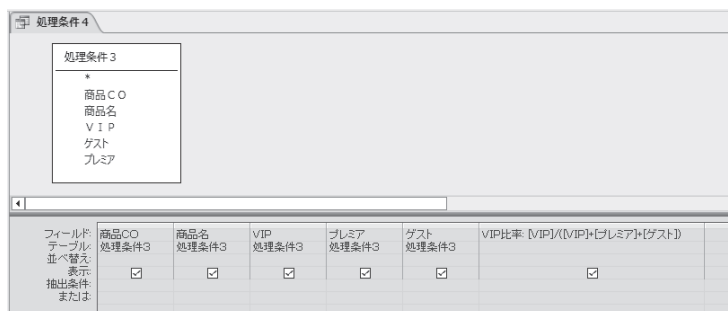 処理条件4
処理条件3
*
商品CO
商品名
VIP
ゲスト
プレミア
フィールド: 商品CO 商品名 VIP プレミア ゲスト VIP比率: [VIP]/([VIP]+[プレミア]+[ゲスト])
テーブル: 処理条件3 処理条件3 処理条件3 処理条件3 処理条件3
並べ替え:
表示:
抽出条件:
または: